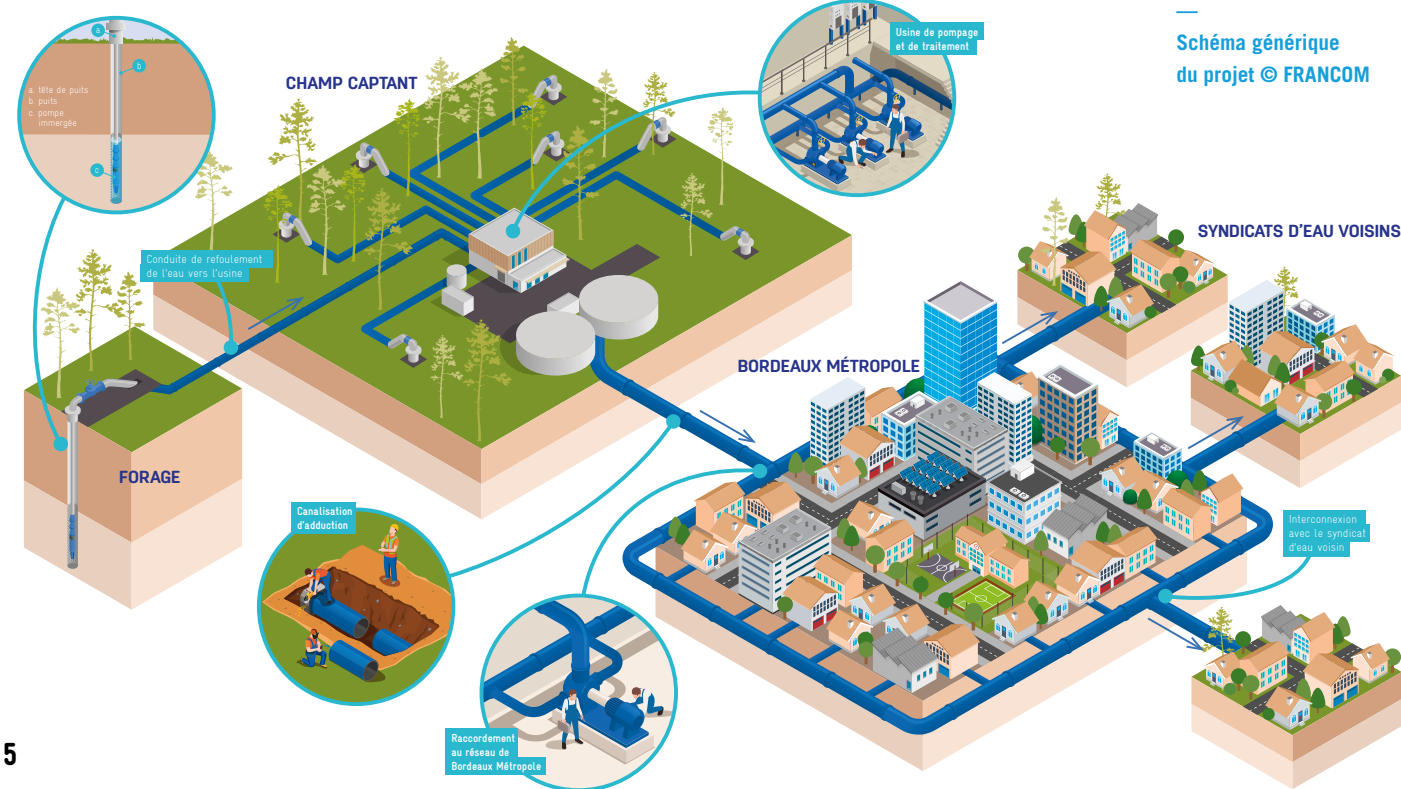 Schéma générique
du projet © FRANCOM
a
b
c
a. tête de puits
b. puits
c. pompe
immergée
CHAMP CAPTANT
Usine de pompage
et de traitement
Conduite de refoulement
de l'eau vers l'usine
SYNDICATS D'EAU VOISINS
BORDEAUX MÉTROPOLE
FORAGE
Canalisation
d'adduction
Interconnexion
avec le syndicat
d'eau voisin
Raccordement
au réseau de
Bordeaux Métropole
5